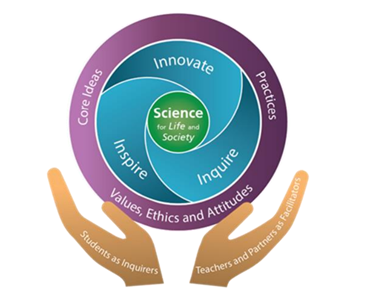 Core Ideas
Practices
Values, Ethics and Attitudes
Innovate
Inquire
Inspire
Science
for Life and
Society
Students as Inquirers
Teachers and Partners as Facilitators